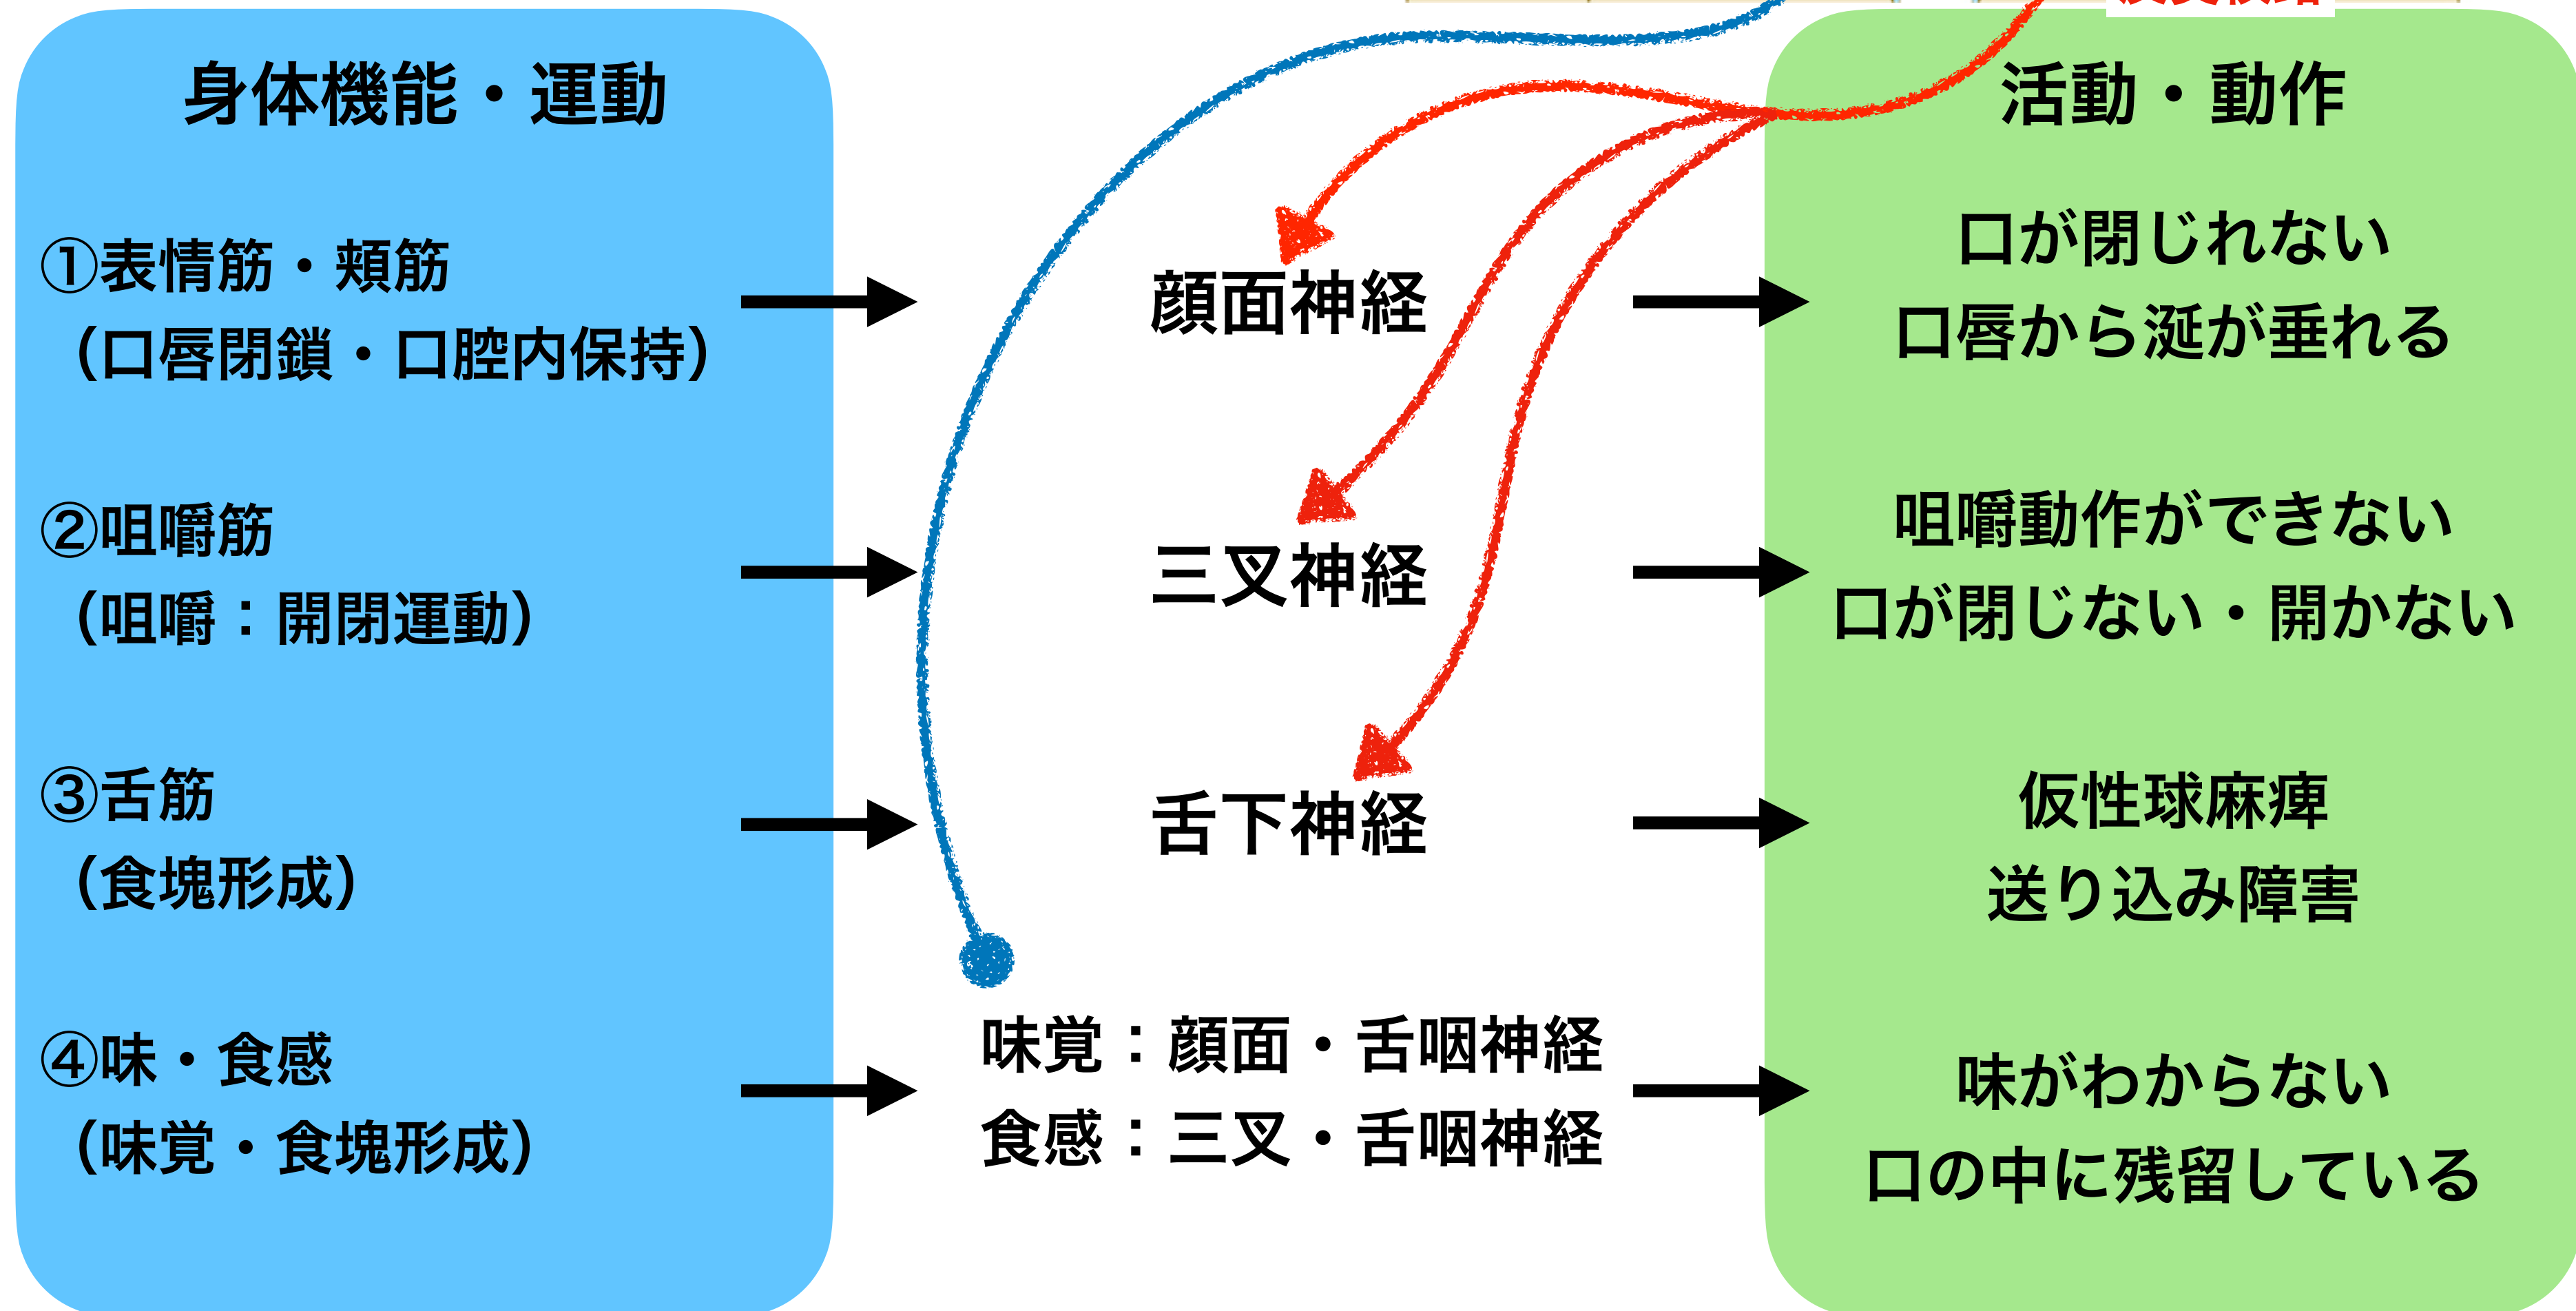 身体機能・運動
①表情筋・頬筋
（口唇閉鎖・口腔内保持）
②咀嚼筋
（咀嚼：開閉運動）
③舌筋
（食塊形成）
④味・食感
（味覚・食塊形成）
顔面神経
三叉神経
舌下神経
味覚：顔面・舌咽神経
食感：三叉・舌咽神経
活動・動作
口が閉じれない
口唇から涎が垂れる
咀嚼動作ができない
口が閉じない・開かない
仮性球麻痺
送り込み障害
味がわからない
口の中に残留している